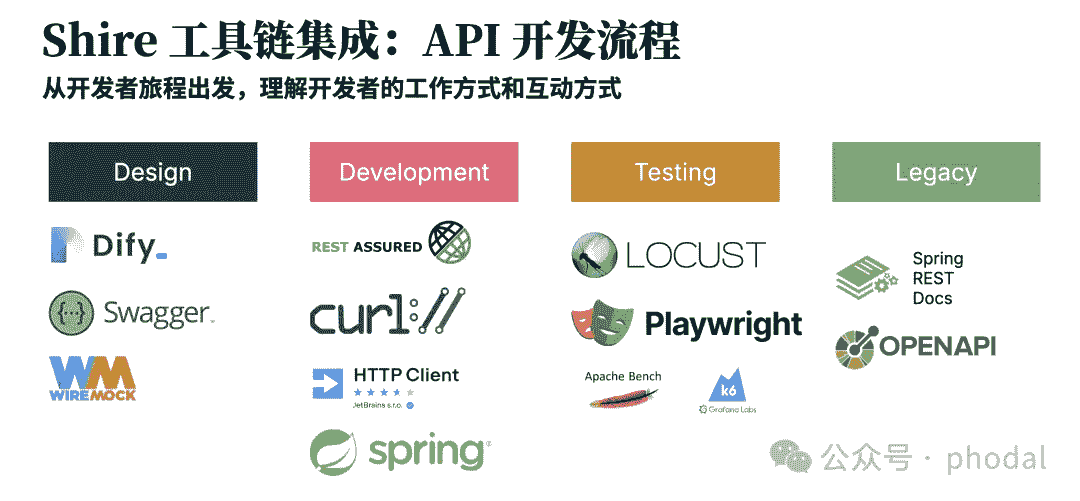 Shire 工具链集成：API 开发流程
从开发者旅程出发，理解开发者的工作方式和互动方式
Design
Dify_
{···}
Swagger
WM
WIREMOCK
Development
REST ASSURED
curl://
HTTP Client
JetBrains s.r.o.
spring
Testing
LOCUST
Playwright
Apache Bench
k6
Grafana Labs
Legacy
Spring
REST
Docs
OPENAPI
公众号 · phodal